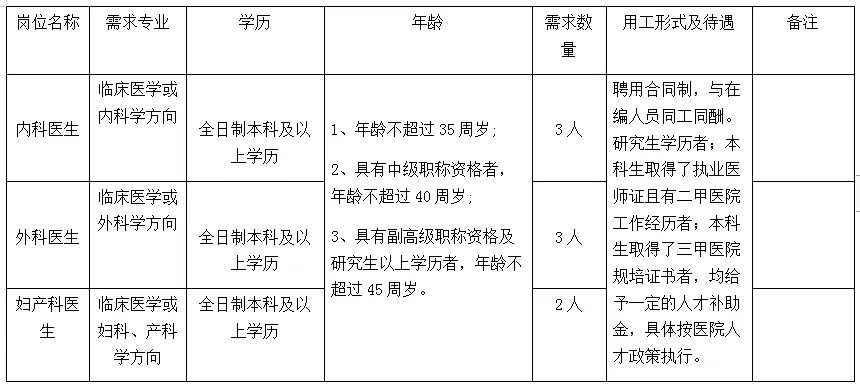 岗位名称
需求专业
学历
年龄
需求数
量
用工形式及待遇
备注
内科医生
临床医学或
内科学方向
全日制本科及以
上学历
1、年龄不超过 35 周岁;
2、具有中级职称资格者，
年龄不超过 40 周岁;
3、具有副高级职称资格及
研究生以上学历者，年龄不
超过 45 周岁。
3 人
聘用合同制，与在
编人员同工同酬。
研究生学历者；本
科生取得了执业医
师证且有二甲医院
工作经历者；本科
生取得了三甲医院
规培证书者，均给
予一定的人才补助
金，具体按医院人
才政策执行。
外科医生
临床医学或
外科学方向
全日制本科及以
上学历
3 人
妇产科医
生
临床医学或
妇科、产科
学方向
全日制本科及以
上学历
2 人